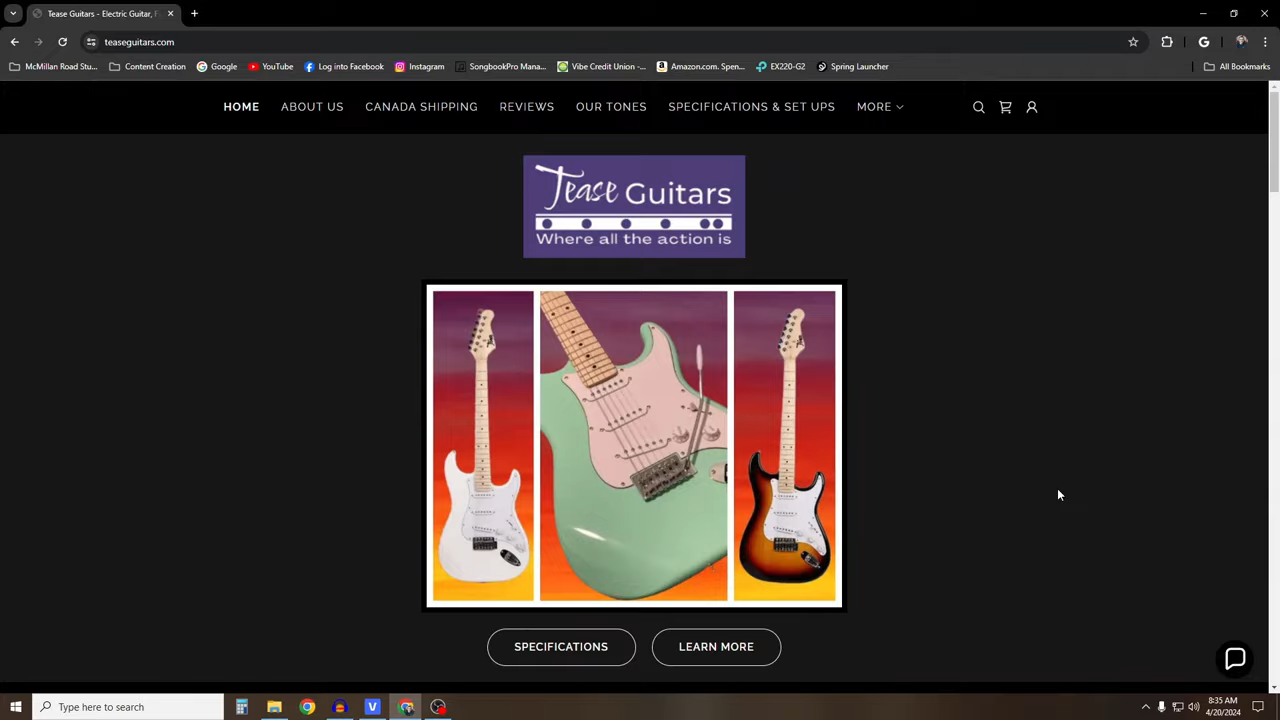 Tease Guitars - Electric Guitar, F
teaseguitars.com
McMillan Road Stu...
Content Creation
Google
YouTube
Log into Facebook
Instagram
SongbookPro Mana...
Vibe Credit Union -...
Amazon.com. Spen...
EX220-G2
Spring Launcher
All Bookmarks
HOME
ABOUT US
CANADA SHIPPING
REVIEWS
OUR TONES
SPECIFICATIONS & SET UPS
MORE
Tease Guitars
Where all the action is
SPECIFICATIONS
LEARN MORE
Type here to search
8:35 AM
4/20/2024